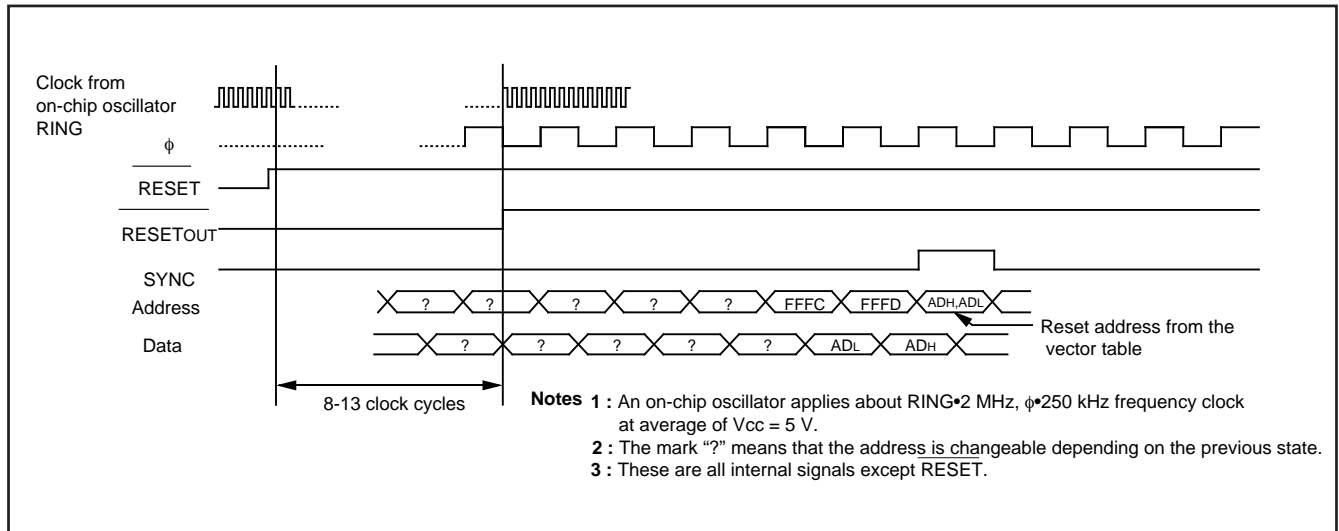 Clock from
on-chip oscillator
RING
ϕ
RESET
RESETOUT
SYNC
Address
? ? ? ? ? FFFC FFFD ADH,ADL
Reset address from the
vector table
Data
? ? ? ? ? ADL ADH
8-13 clock cycles
Notes 1 : An on-chip oscillator applies about RING•2 MHz, ϕ•250 kHz frequency clock
at average of Vcc = 5 V.
2 : The mark “?” means that the address is changeable depending on the previous state.
3 : These are all internal signals except RESET.